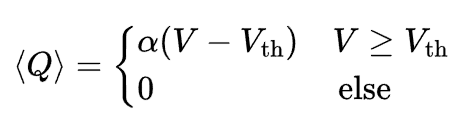 ⟨Q⟩ = { α(V − V_th)  V ≥ V_th
0  else